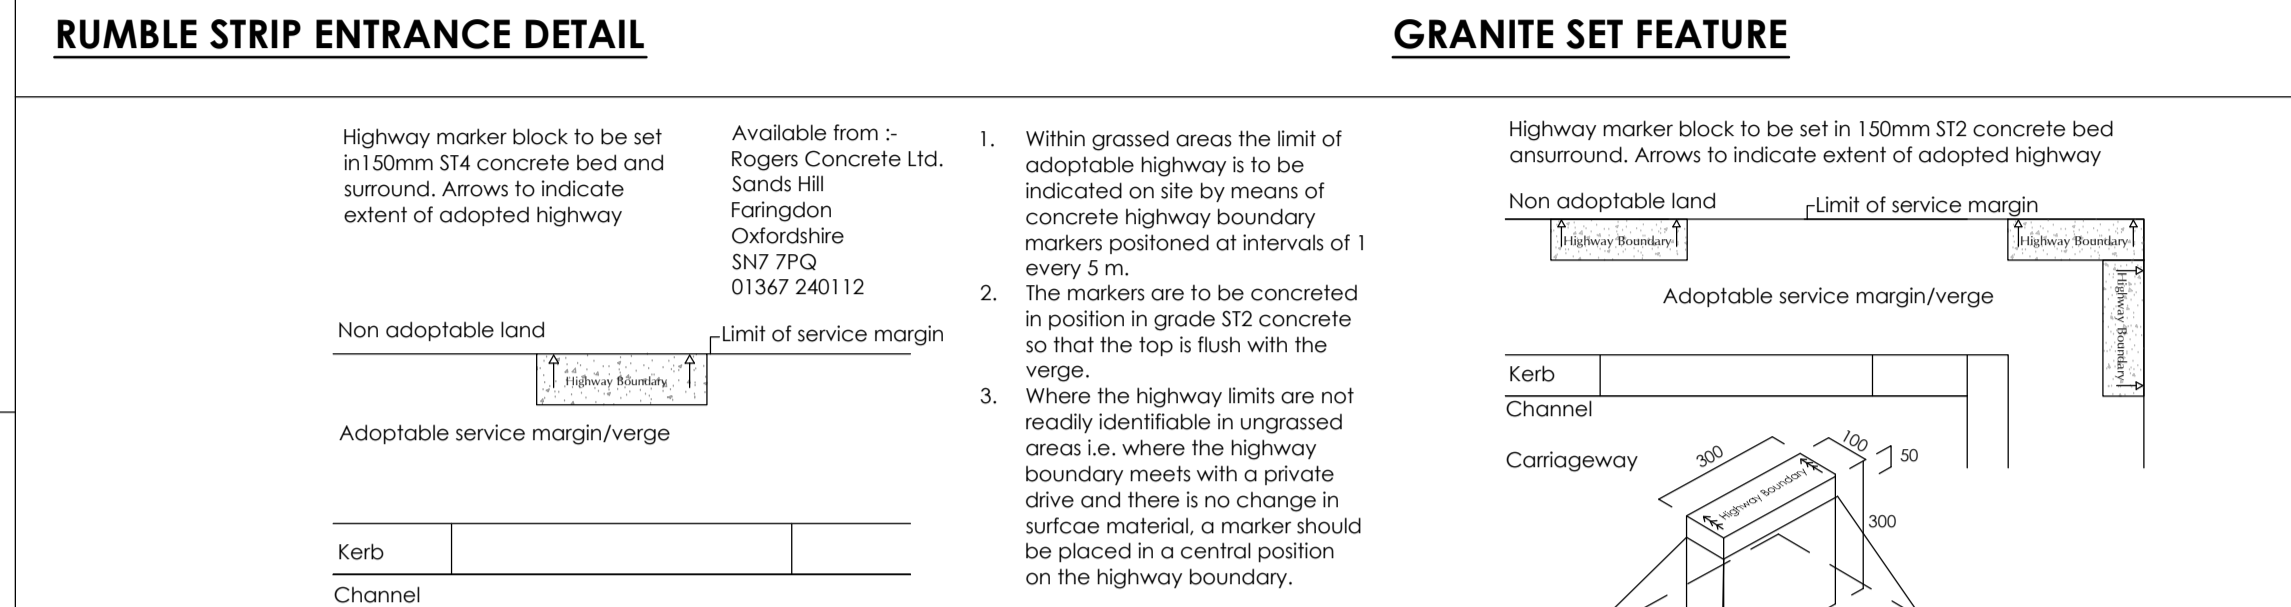 RUMBLE STRIP ENTRANCE DETAIL
GRANITE SET FEATURE
Highway marker block to be set
in150mm ST4 concrete bed and
surround. Arrows to indicate
extent of adopted highway
Available from :-
Rogers Concrete Ltd.
Sands Hill
Faringdon
Oxfordshire
SN7 7PQ
01367 240112
Non adoptable land
Limit of service margin
Highway Boundary
Adoptable service margin/verge
Kerb
Channel
1. Within grassed areas the limit of
adoptable highway is to be
indicated on site by means of
concrete highway boundary
markers positoned at intervals of 1
every 5 m.
2. The markers are to be concreted
in position in grade ST2 concrete
so that the top is flush with the
verge.
3. Where the highway limits are not
readily identifiable in ungrassed
areas i.e. where the highway
boundary meets with a private
drive and there is no change in
surfcae material, a marker should
be placed in a central position
on the highway boundary.
Highway marker block to be set in 150mm ST2 concrete bed
ansurround. Arrows to indicate extent of adopted highway
Non adoptable land
Limit of service margin
Highway Boundary
Highway Boundary
Highway Boundary
Adoptable service margin/verge
Kerb
Channel
Carriageway
300
100
50
Highway Boundary
300